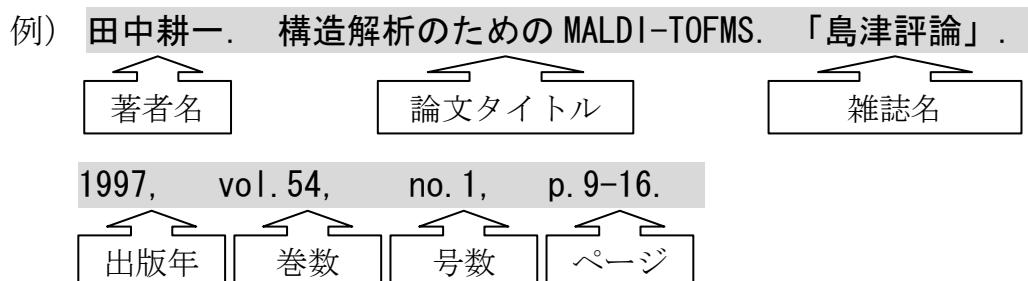 例） 田中耕一. 構造解析のための MALDI-TOFMS. 「島津評論」.
著者名 論文タイトル 雑誌名
1997, vol.54, no.1, p.9-16.
出版年 巻数 号数 ページ